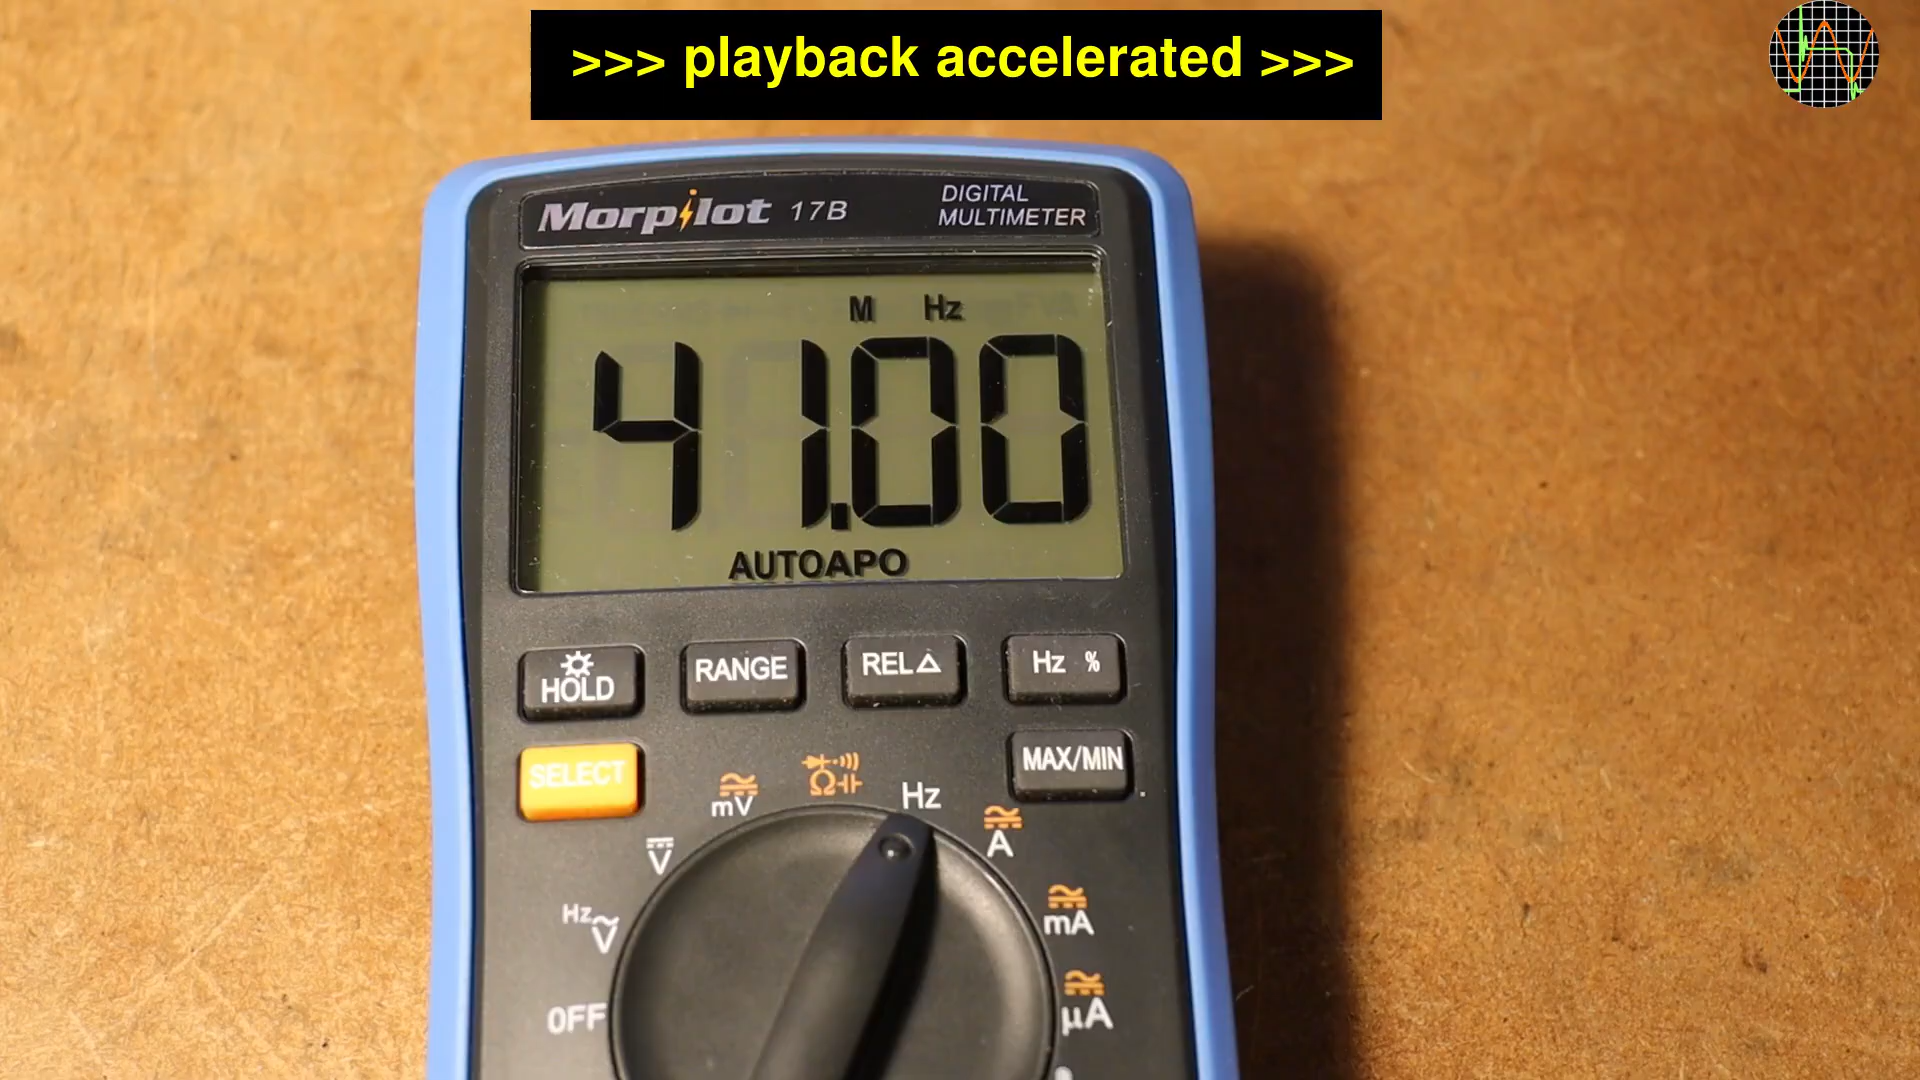 >>> playback accelerated >>>
Morpilot 17B
DIGITAL
MULTIMETER
M Hz
41.00
AUTOAPO
HOLD
RANGE
REL△
Hz %
SELECT
MAX/MIN
mV
Ω
Hz
A
V
mA
Hz
V
OFF
μA